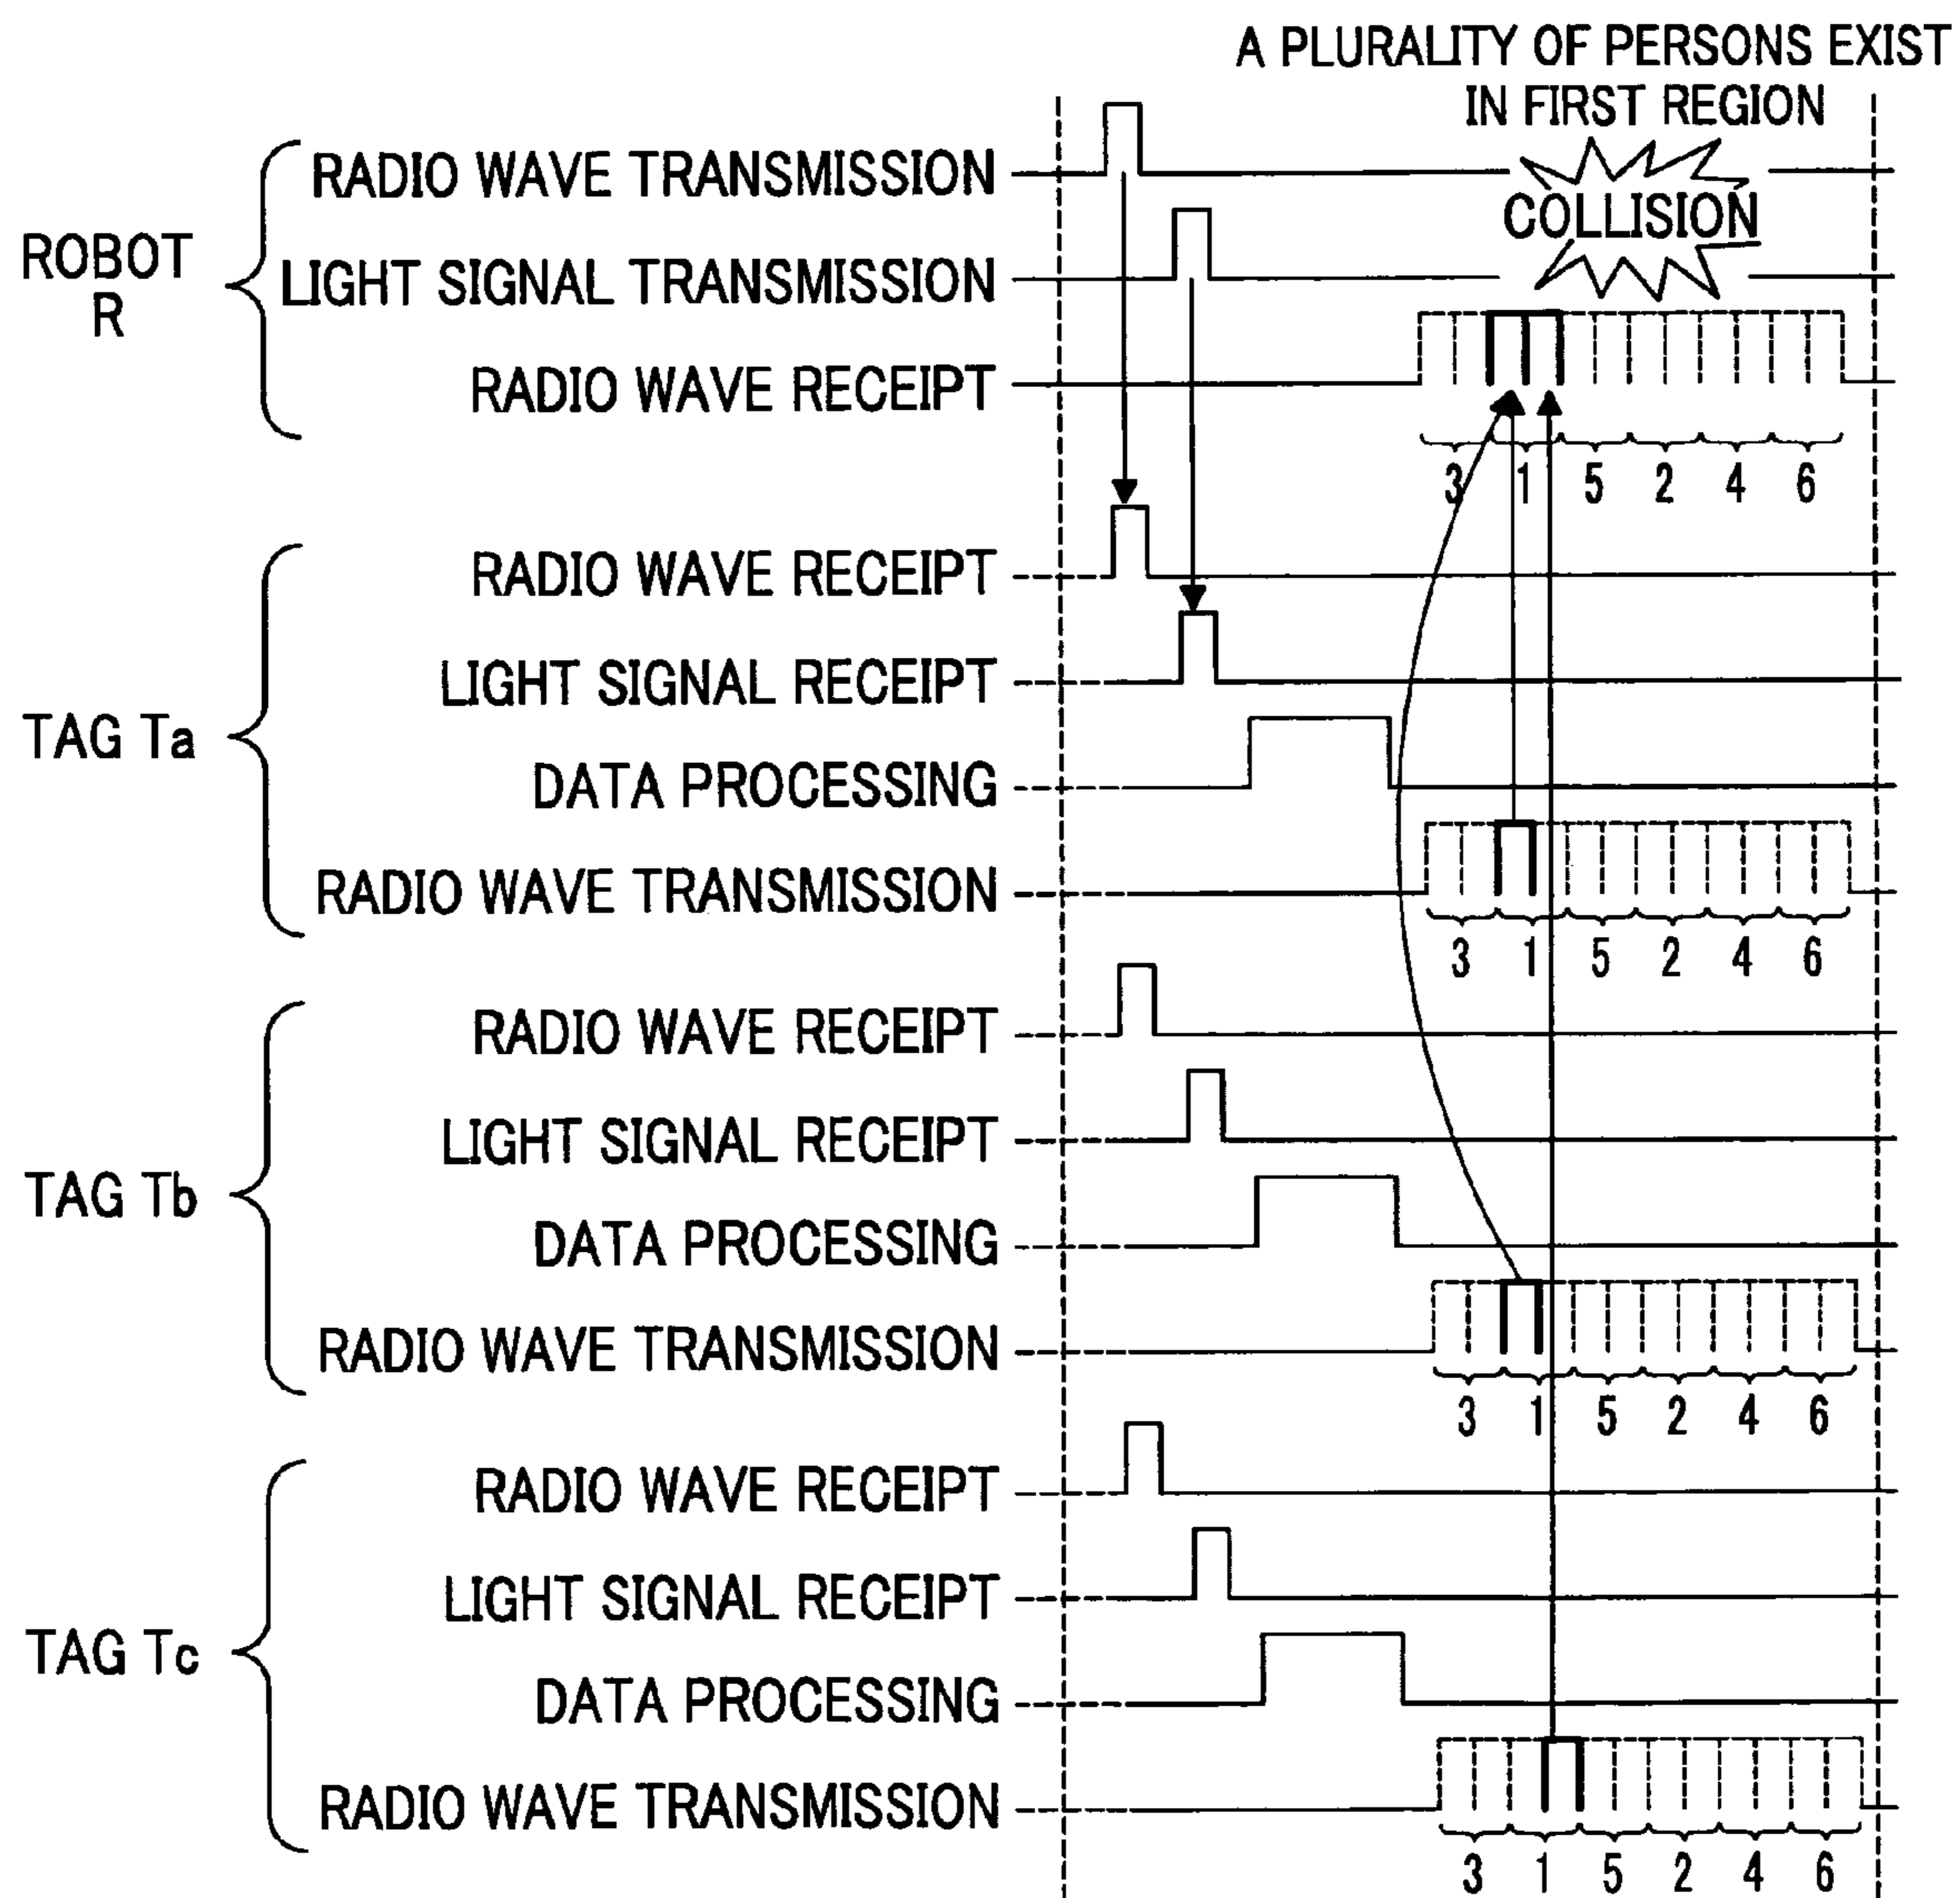 A PLURALITY OF PERSONS EXIST
IN FIRST REGION
COLLISION
ROBOT
R
RADIO WAVE TRANSMISSION
LIGHT SIGNAL TRANSMISSION
RADIO WAVE RECEIPT
3 1 5 2 4 6
TAG Ta
RADIO WAVE RECEIPT
LIGHT SIGNAL RECEIPT
DATA PROCESSING
RADIO WAVE TRANSMISSION
3 1 5 2 4 6
TAG Tb
RADIO WAVE RECEIPT
LIGHT SIGNAL RECEIPT
DATA PROCESSING
RADIO WAVE TRANSMISSION
3 1 5 2 4 6
TAG Tc
RADIO WAVE RECEIPT
LIGHT SIGNAL RECEIPT
DATA PROCESSING
RADIO WAVE TRANSMISSION
3 1 5 2 4 6